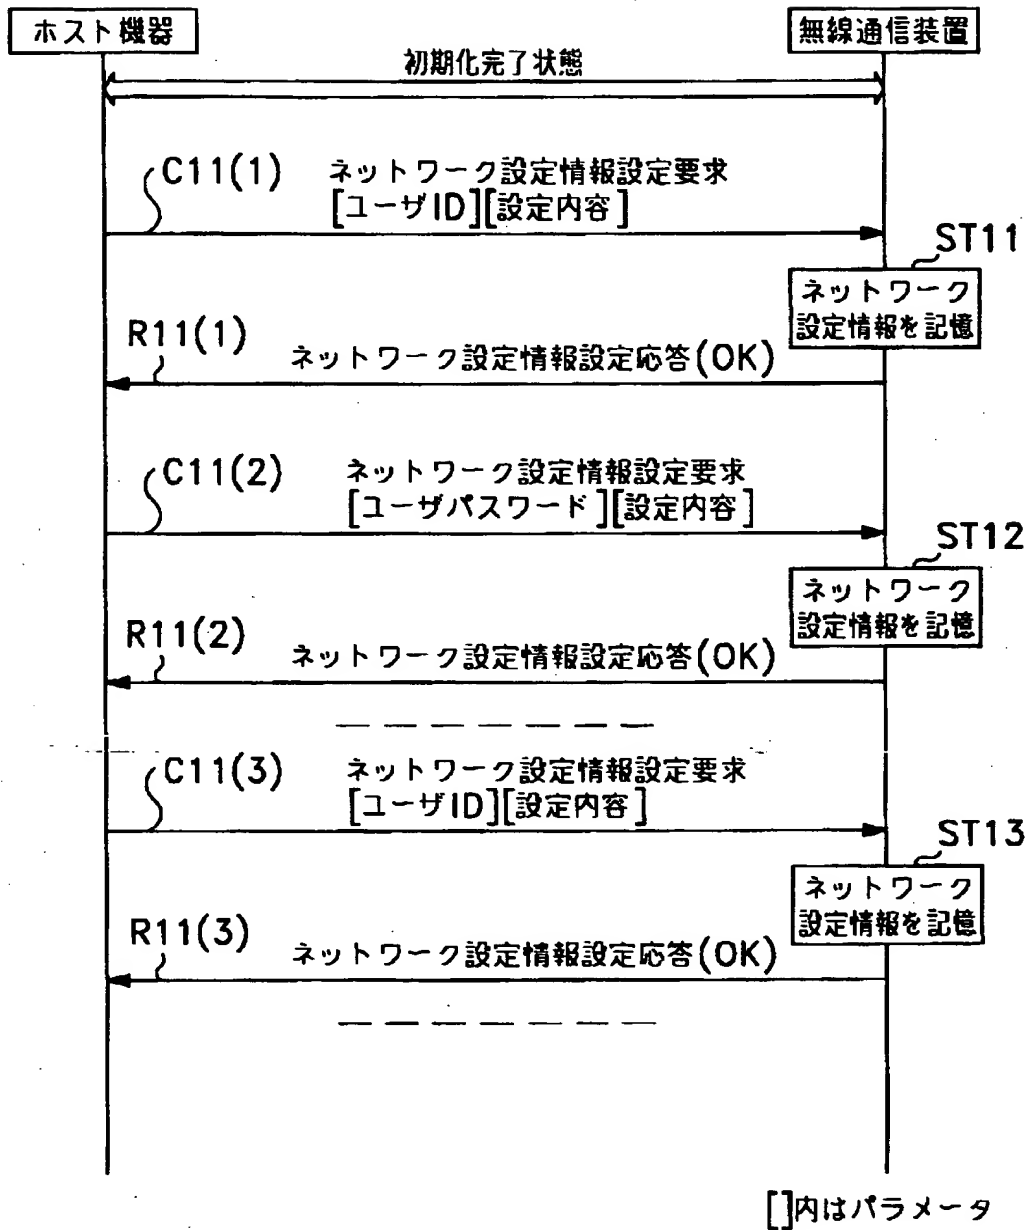 ホスト機器
無線通信装置
初期化完了状態
C11(1)
ネットワーク設定情報設定要求
[ユーザID][設定内容]
ST11
ネットワーク
設定情報を記憶
R11(1)
ネットワーク設定情報設定応答(OK)
C11(2)
ネットワーク設定情報設定要求
[ユーザパスワード][設定内容]
ST12
ネットワーク
設定情報を記憶
R11(2)
ネットワーク設定情報設定応答(OK)
C11(3)
ネットワーク設定情報設定要求
[ユーザID][設定内容]
ST13
ネットワーク
設定情報を記憶
R11(3)
ネットワーク設定情報設定応答(OK)
[]内はパラメータ